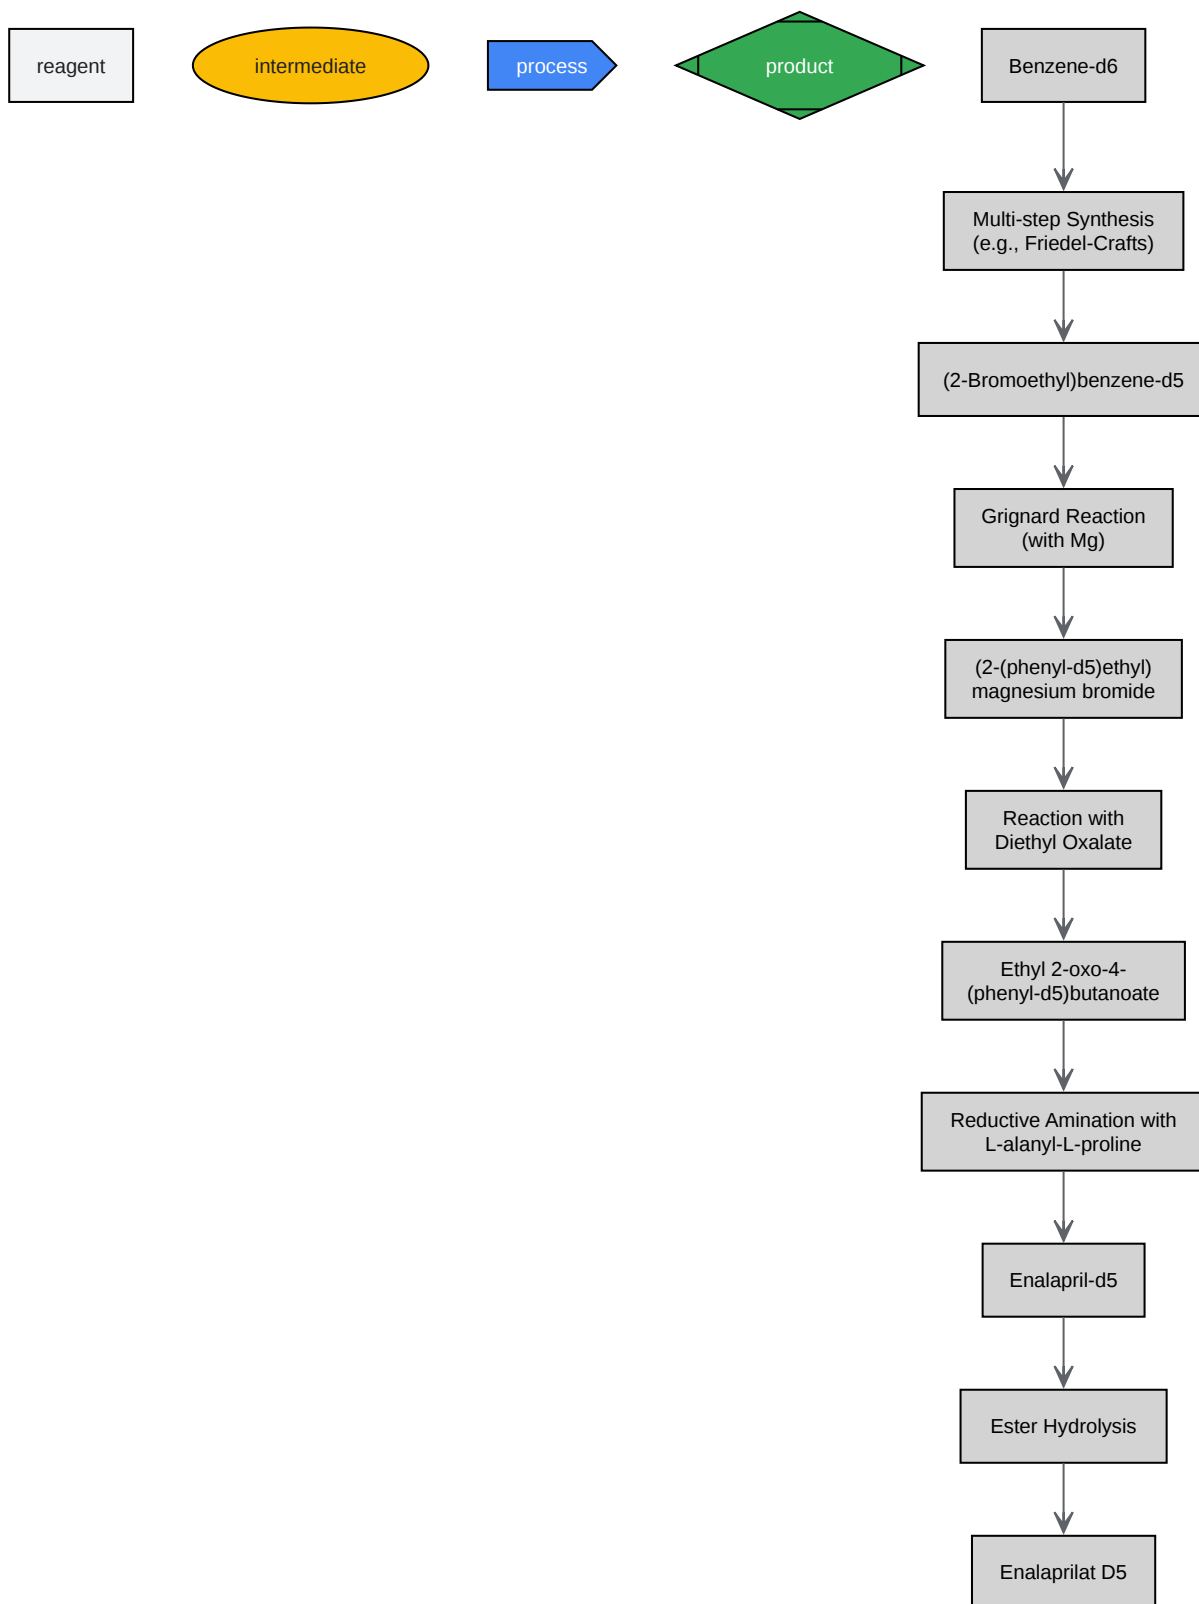 reagent
intermediate
process
product
Benzene-d6
Multi-step Synthesis
(e.g., Friedel-Crafts)
(2-Bromoethyl)benzene-d5
Grignard Reaction
(with Mg)
(2-(phenyl-d5)ethyl)
magnesium bromide
Reaction with
Diethyl Oxalate
Ethyl 2-oxo-4-
(phenyl-d5)butanoate
Reductive Amination with
L-alanyl-L-proline
Enalapril-d5
Ester Hydrolysis
Enalaprilat D5